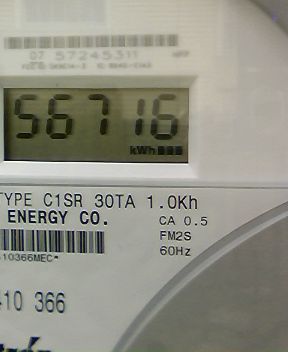 07 57245311
56716
kWh
TYPE C1SR 30TA 1.0Kh
ENERGY CO.
CA 0.5
FM2S
60Hz
10366MEC*
10 366